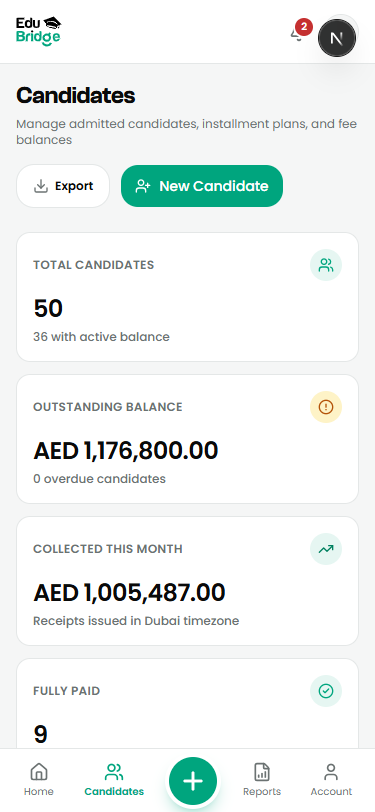 Edu
Bridge
2
N
Candidates
Manage admitted candidates, installment plans, and fee
balances
Export
New Candidate
TOTAL CANDIDATES
50
36 with active balance
OUTSTANDING BALANCE
AED 1,176,800.00
0 overdue candidates
COLLECTED THIS MONTH
AED 1,005,487.00
Receipts issued in Dubai timezone
FULLY PAID
9
Home
Candidates
Reports
Account